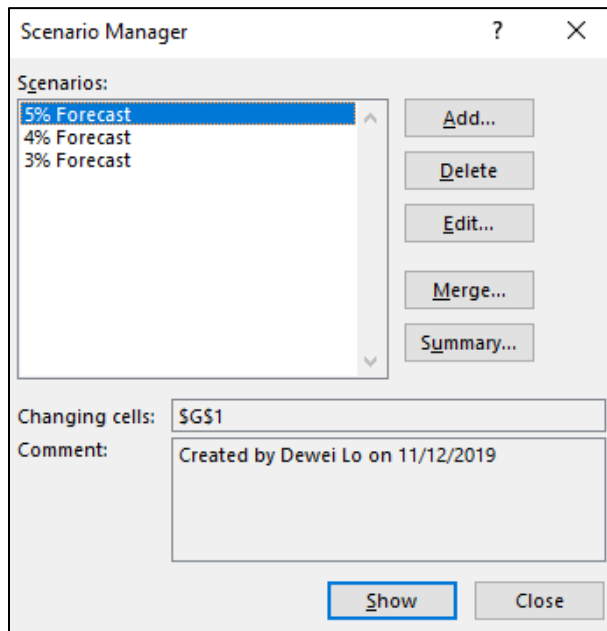 Scenario Manager ?
Scenarios:
5% Forecast
4% Forecast
3% Forecast
Add...
Delete
Edit...
Merge...
Summary...
Changing cells: $G$1
Comment: Created by Dewei Lo on 11/12/2019
Show Close